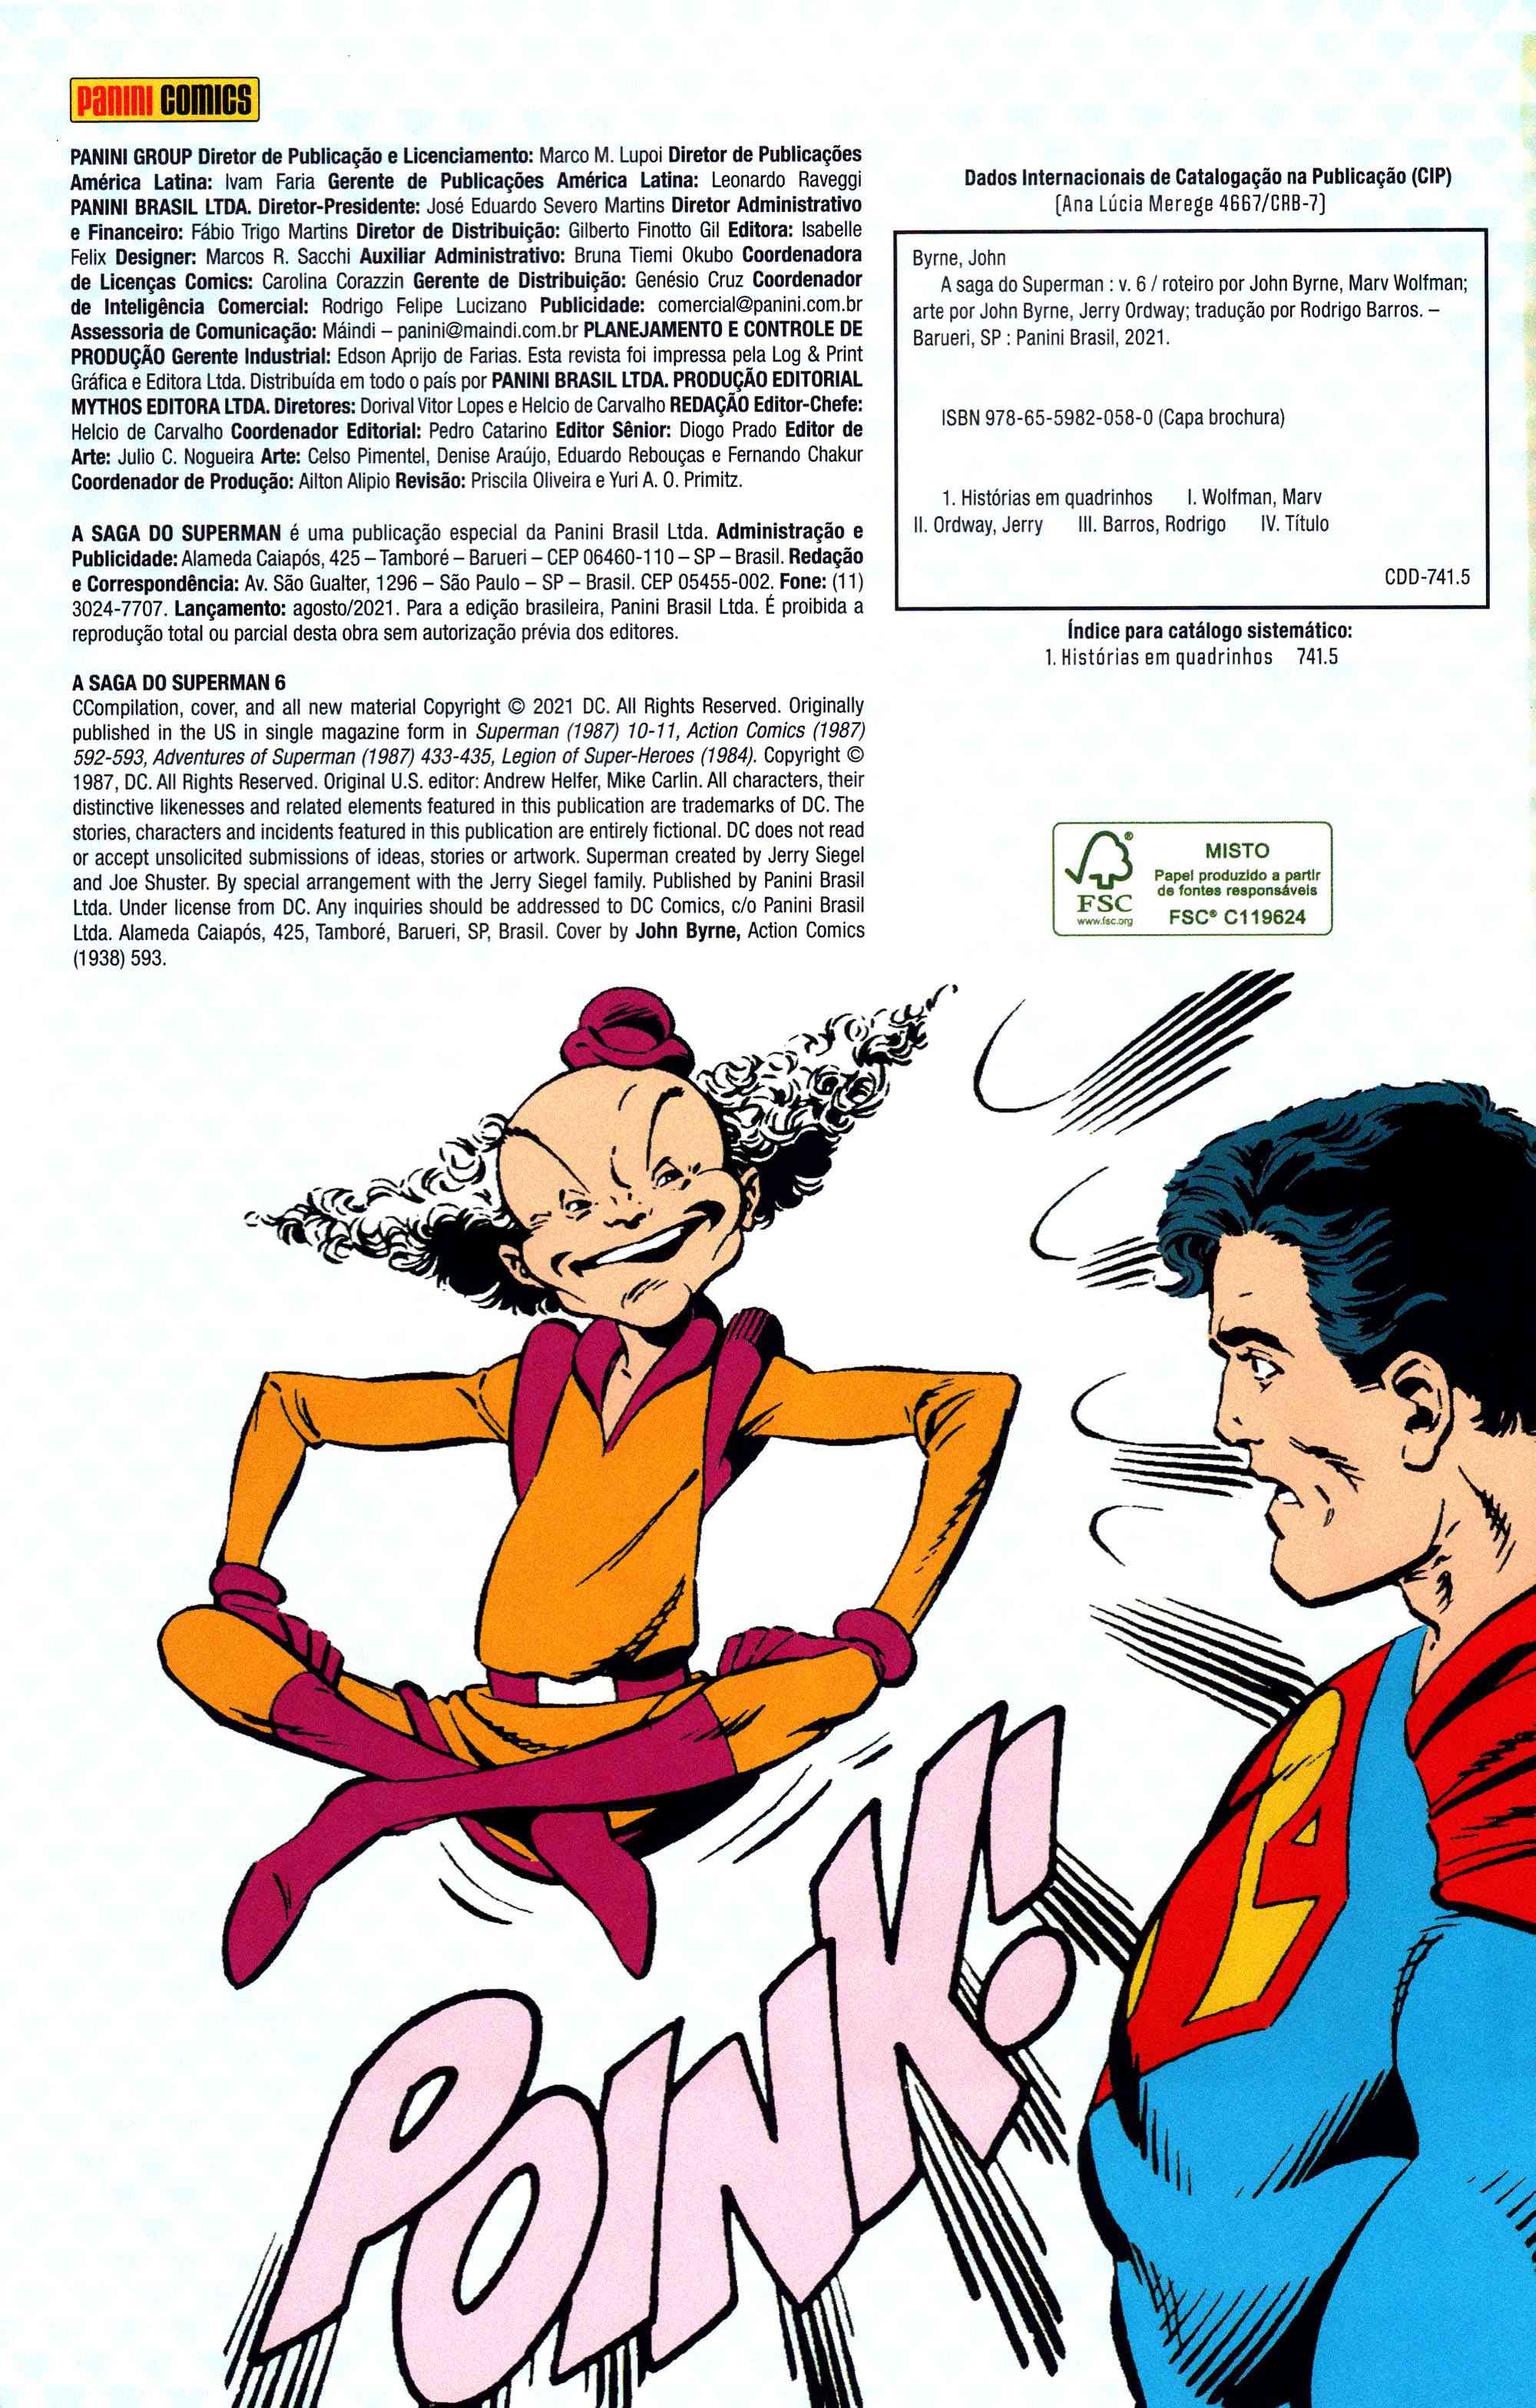 PANINI COMICS
PANINI GROUP Diretor de Publicação e Licenciamento: Marco M. Lupoi Diretor de Publicações
América Latina: Ivam Faria Gerente de Publicações América Latina: Leonardo Raveggi
PANINI BRASIL LTDA. Diretor-Presidente: José Eduardo Severo Martins Diretor Administrativo
e Financeiro: Fábio Trigo Martins Diretor de Distribuição: Gilberto Finotto Gil Editora: Isabelle
Felix Designer: Marcos R. Sacchi Auxiliar Administrativo: Bruna Tiemi Okubo Coordenadora
de Licenças Comics: Carolina Corazzin Gerente de Distribuição: Genésio Cruz Coordenador
de Inteligência Comercial: Rodrigo Felipe Lucizano Publicidade: comercial@panini.com.br
Assessoria de Comunicação: Máindi – panini@maindi.com.br PLANEJAMENTO E CONTROLE DE
PRODUÇÃO Gerente Industrial: Edson Aprijo de Farias. Esta revista foi impressa pela Log & Print
Gráfica e Editora Ltda. Distribuída em todo o país por PANINI BRASIL LTDA. PRODUÇÃO EDITORIAL
MYTHOS EDITORA LTDA. Diretores: Dorival Vitor Lopes e Helcio de Carvalho REDAÇÃO Editor-Chefe:
Helcio de Carvalho Coordenador Editorial: Pedro Catarino Editor Sênior: Diogo Prado Editor de
Arte: Julio C. Nogueira Arte: Celso Pimentel, Denise Araújo, Eduardo Rebouças e Fernando Chakur
Coordenador de Produção: Ailton Alipio Revisão: Priscila Oliveira e Yuri A. O. Primitz.
A SAGA DO SUPERMAN é uma publicação especial da Panini Brasil Ltda. Administração e
Publicidade: Alameda Caiapós, 425 – Tamboré – Barueri – CEP 06460-110 – SP – Brasil. Redação
e Correspondência: Av. São Gualter, 1296 – São Paulo – SP – Brasil. CEP 05455-002. Fone: (11)
3024-7707. Lançamento: agosto/2021. Para a edição brasileira, Panini Brasil Ltda. É proibida a
reprodução total ou parcial desta obra sem autorização prévia dos editores.
A SAGA DO SUPERMAN 6
CCompilation, cover, and all new material Copyright © 2021 DC. All Rights Reserved. Originally
published in the US in single magazine form in Superman (1987) 10-11, Action Comics (1987)
592-593, Adventures of Superman (1987) 433-435, Legion of Super-Heroes (1984). Copyright ©
1987, DC. All Rights Reserved. Original U.S. editor: Andrew Helfer, Mike Carlin. All characters, their
distinctive likenesses and related elements featured in this publication are trademarks of DC. The
stories, characters and incidents featured in this publication are entirely fictional. DC does not read
or accept unsolicited submissions of ideas, stories or artwork. Superman created by Jerry Siegel
and Joe Shuster. By special arrangement with the Jerry Siegel family. Published by Panini Brasil
Ltda. Under license from DC. Any inquiries should be addressed to DC Comics, c/o Panini Brasil
Ltda. Alameda Caiapós, 425, Tamboré, Barueri, SP, Brasil. Cover by John Byrne, Action Comics
(1938) 593.
Dados Internacionais de Catalogação na Publicação (CIP)
(Ana Lúcia Merege 4667/CRB-7)
Byrne, John
A saga do Superman : v. 6 / roteiro por John Byrne, Marv Wolfman;
arte por John Byrne, Jerry Ordway; tradução por Rodrigo Barros. –
Barueri, SP : Panini Brasil, 2021.
ISBN 978-65-5982-058-0 (Capa brochura)
1. Histórias em quadrinhos I. Wolfman, Marv
II. Ordway, Jerry III. Barros, Rodrigo IV. Título
CDD-741.5
Índice para catálogo sistemático:
1. Histórias em quadrinhos 741.5
FSC®
www.fsc.org
MISTO
Papel produzido a partir
de fontes responsáveis
FSC® C119624
POINK!